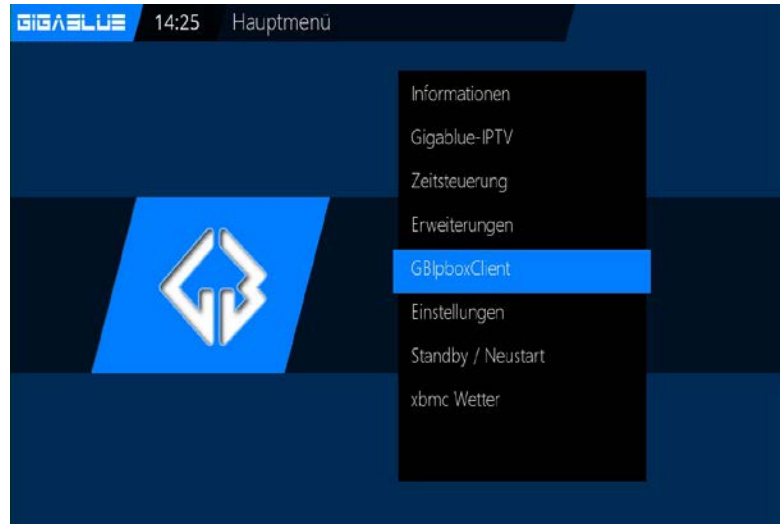 GIGABLUE 14:25 Hauptmenü
Informationen
Gigablue-IPTV
Zeitsteuerung
Erweiterungen
GBIpboxClient
Einstellungen
Standby / Neustart
xbmc Wetter